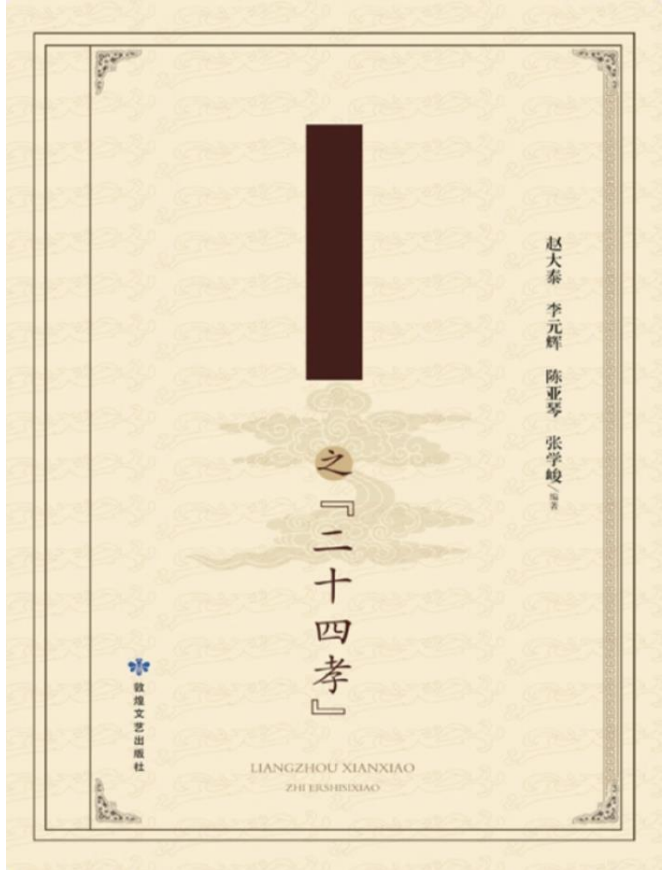 赵大泰 李元辉 陈亚琴 张学峻/编著
之『二十四孝』
敦煌文艺出版社
LIANGZHOU XIANXIAO
ZHI ERSHISIXIAO